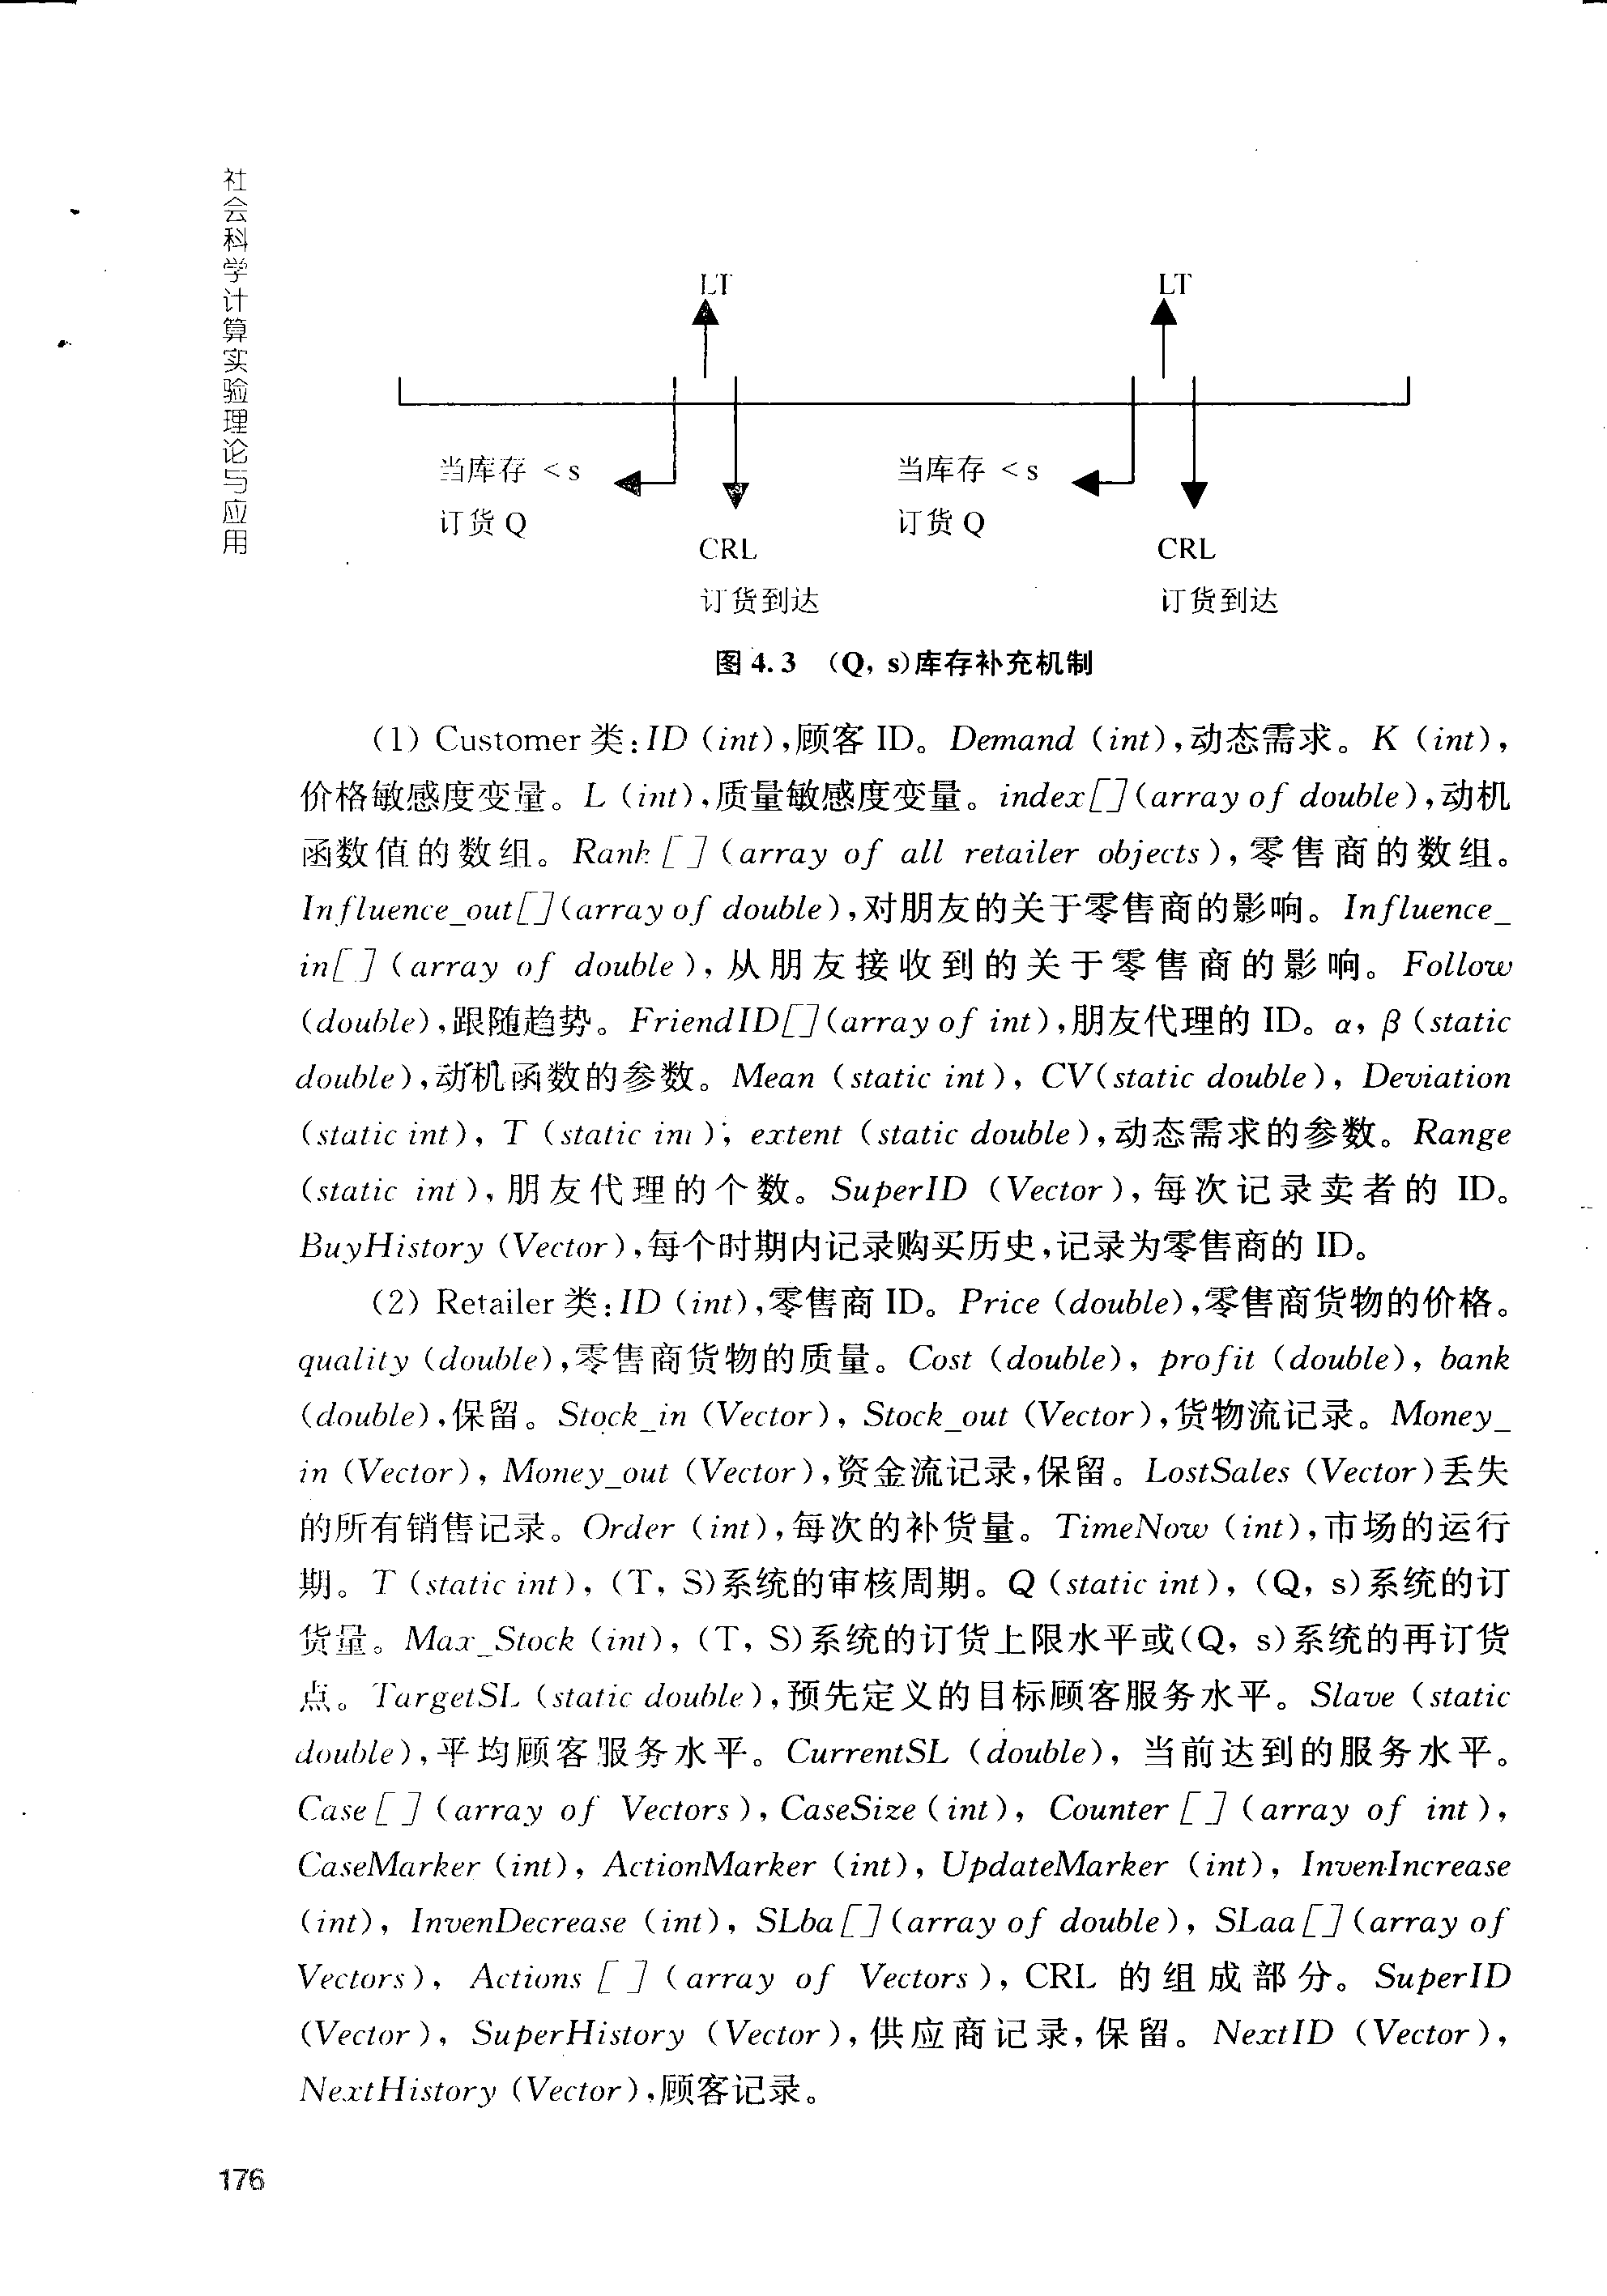 社会科学计算实验理论与应用
LT LT
当库存 <s 当库存 <s
订货 Q 订货 Q
CRL CRL
订货到达 订货到达
图 4.3 （Q, s)库存补充机制
（1）Customer 类:ID (int),顾客 ID。Demand (int),动态需求。K (int),
价格敏感度变量。L (int),质量敏感度变量。index[](array of double),动机
函数值的数组。Rank[](array of all retailer objects),零售商的数组。
Influence_out[](array of double),对朋友的关于零售商的影响。Influence_
in[](array of double),从朋友接收到的关于零售商的影响。Follow
(double),跟随趋势。FriendID[](array of int),朋友代理的 ID。α, β (static
double),动机函数的参数。Mean (static int), CV(static double), Deviation
(static int), T (static int), extent (static double),动态需求的参数。Range
(static int),朋友代理的个数。SuperID (Vector),每次记录卖者的 ID。
BuyHistory (Vector),每个时期内记录购买历史,记录为零售商的 ID。
（2）Retailer 类:ID (int),零售商 ID。Price (double),零售商货物的价格。
quality (double),零售商货物的质量。Cost (double), profit (double), bank
(double),保留。Stock_in (Vector), Stock_out (Vector),货物流记录。Money_
in (Vector), Money_out (Vector),资金流记录,保留。LostSales (Vector)丢失
的所有销售记录。Order (int),每次的补货量。TimeNow (int),市场的运行
期。T (static int), (T, S)系统的审核周期。Q (static int), (Q, s)系统的订
货量。Max_Stock (int), (T, S)系统的订货上限水平或(Q, s)系统的再订货
点。TargetSL (static double),预先定义的目标顾客服务水平。Slave (static
double),平均顾客服务水平。CurrentSL (double), 当前达到的服务水平。
Case[](array of Vectors),CaseSize (int), Counter[](array of int),
CaseMarker (int), ActionMarker (int), UpdateMarker (int), InvenIncrease
(int), InvenDecrease (int), SLba[](array of double), SLaa[](array of
Vectors), Actions[](array of Vectors),CRL 的组成部分。SuperID
(Vector), SuperHistory (Vector),供应商记录,保留。NextID (Vector),
NextHistory (Vector),顾客记录。
176